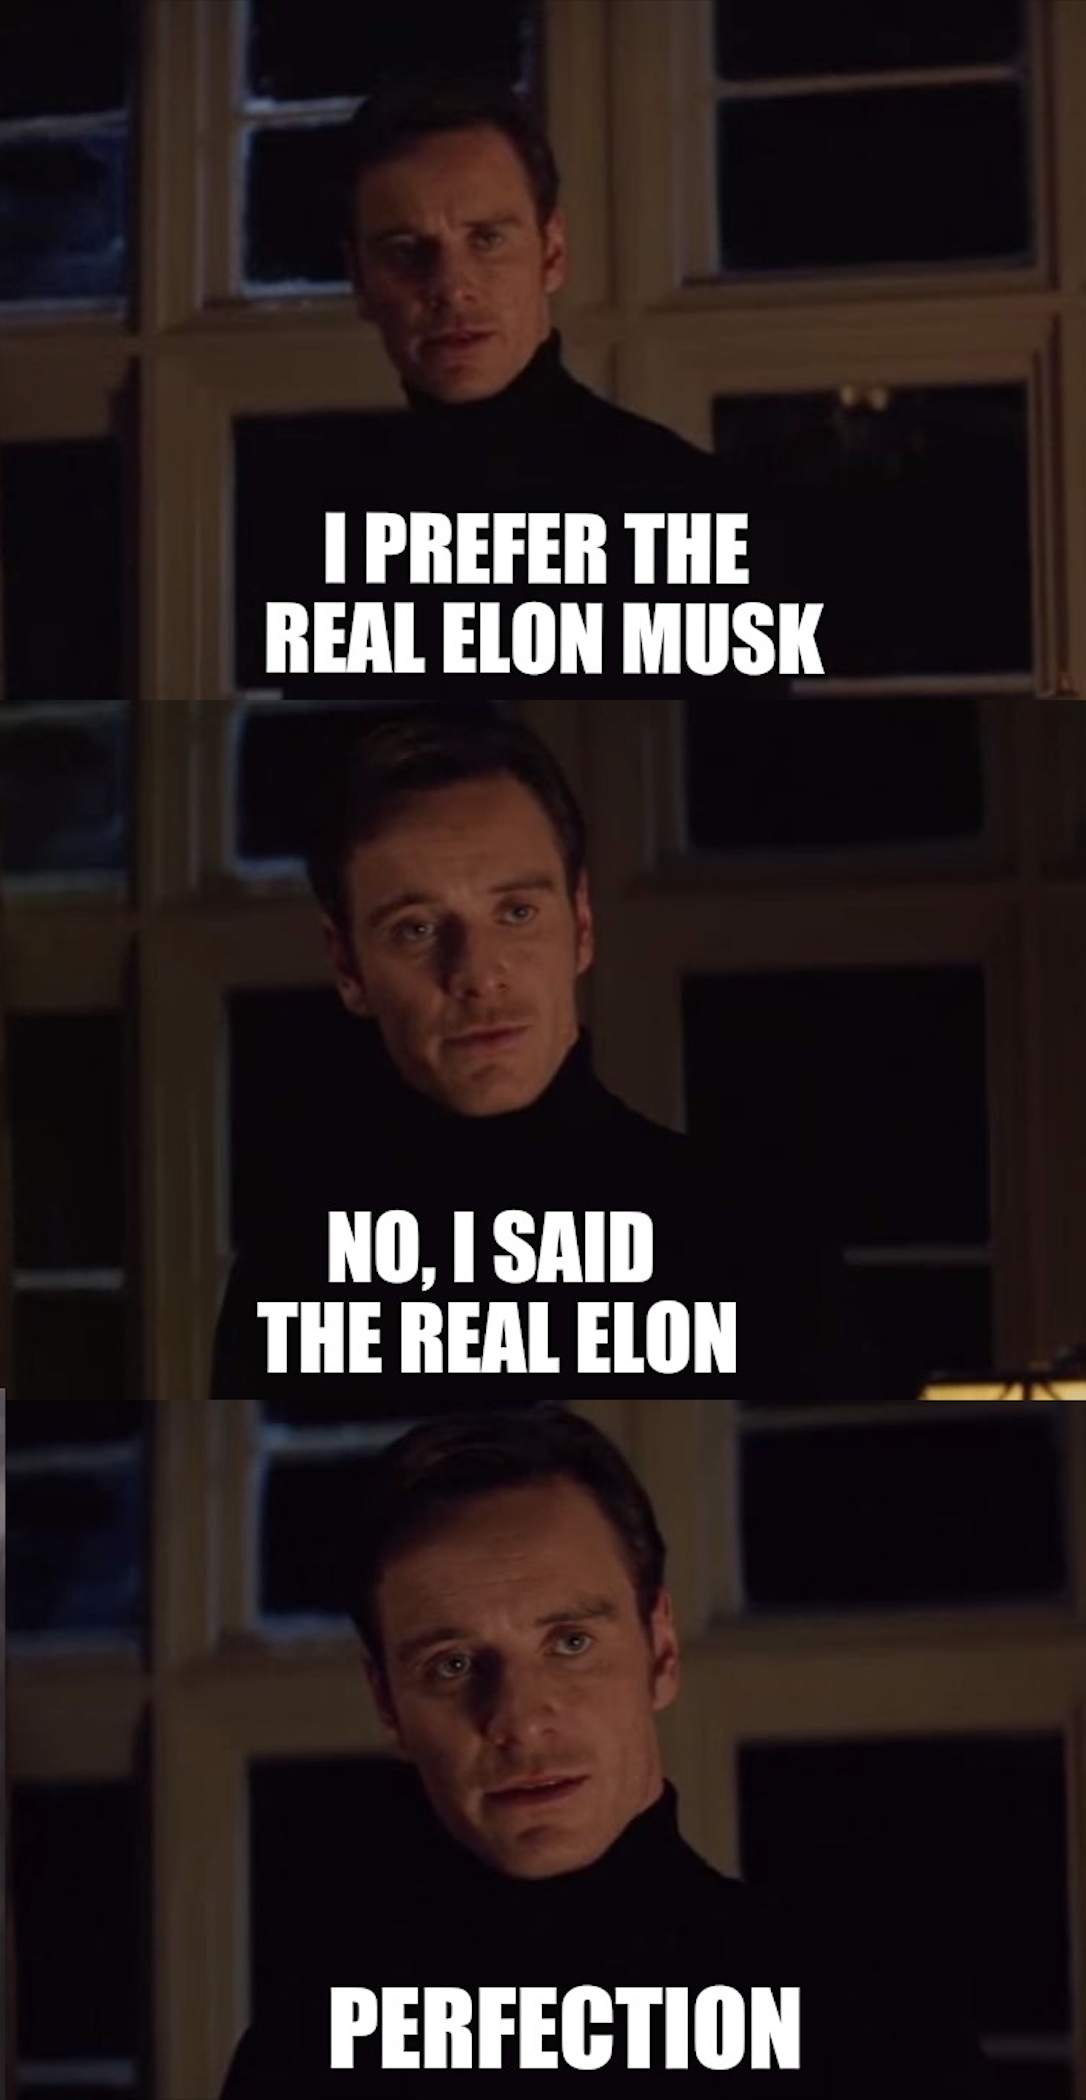 I PREFER THE
REAL ELON MUSK
NO, I SAID
THE REAL ELON
PERFECTION